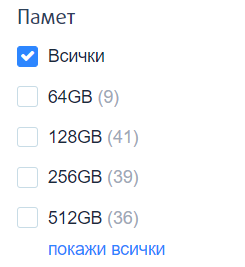 Памет
Всички
64GB (9)
128GB (41)
256GB (39)
512GB (36)
покажи всички